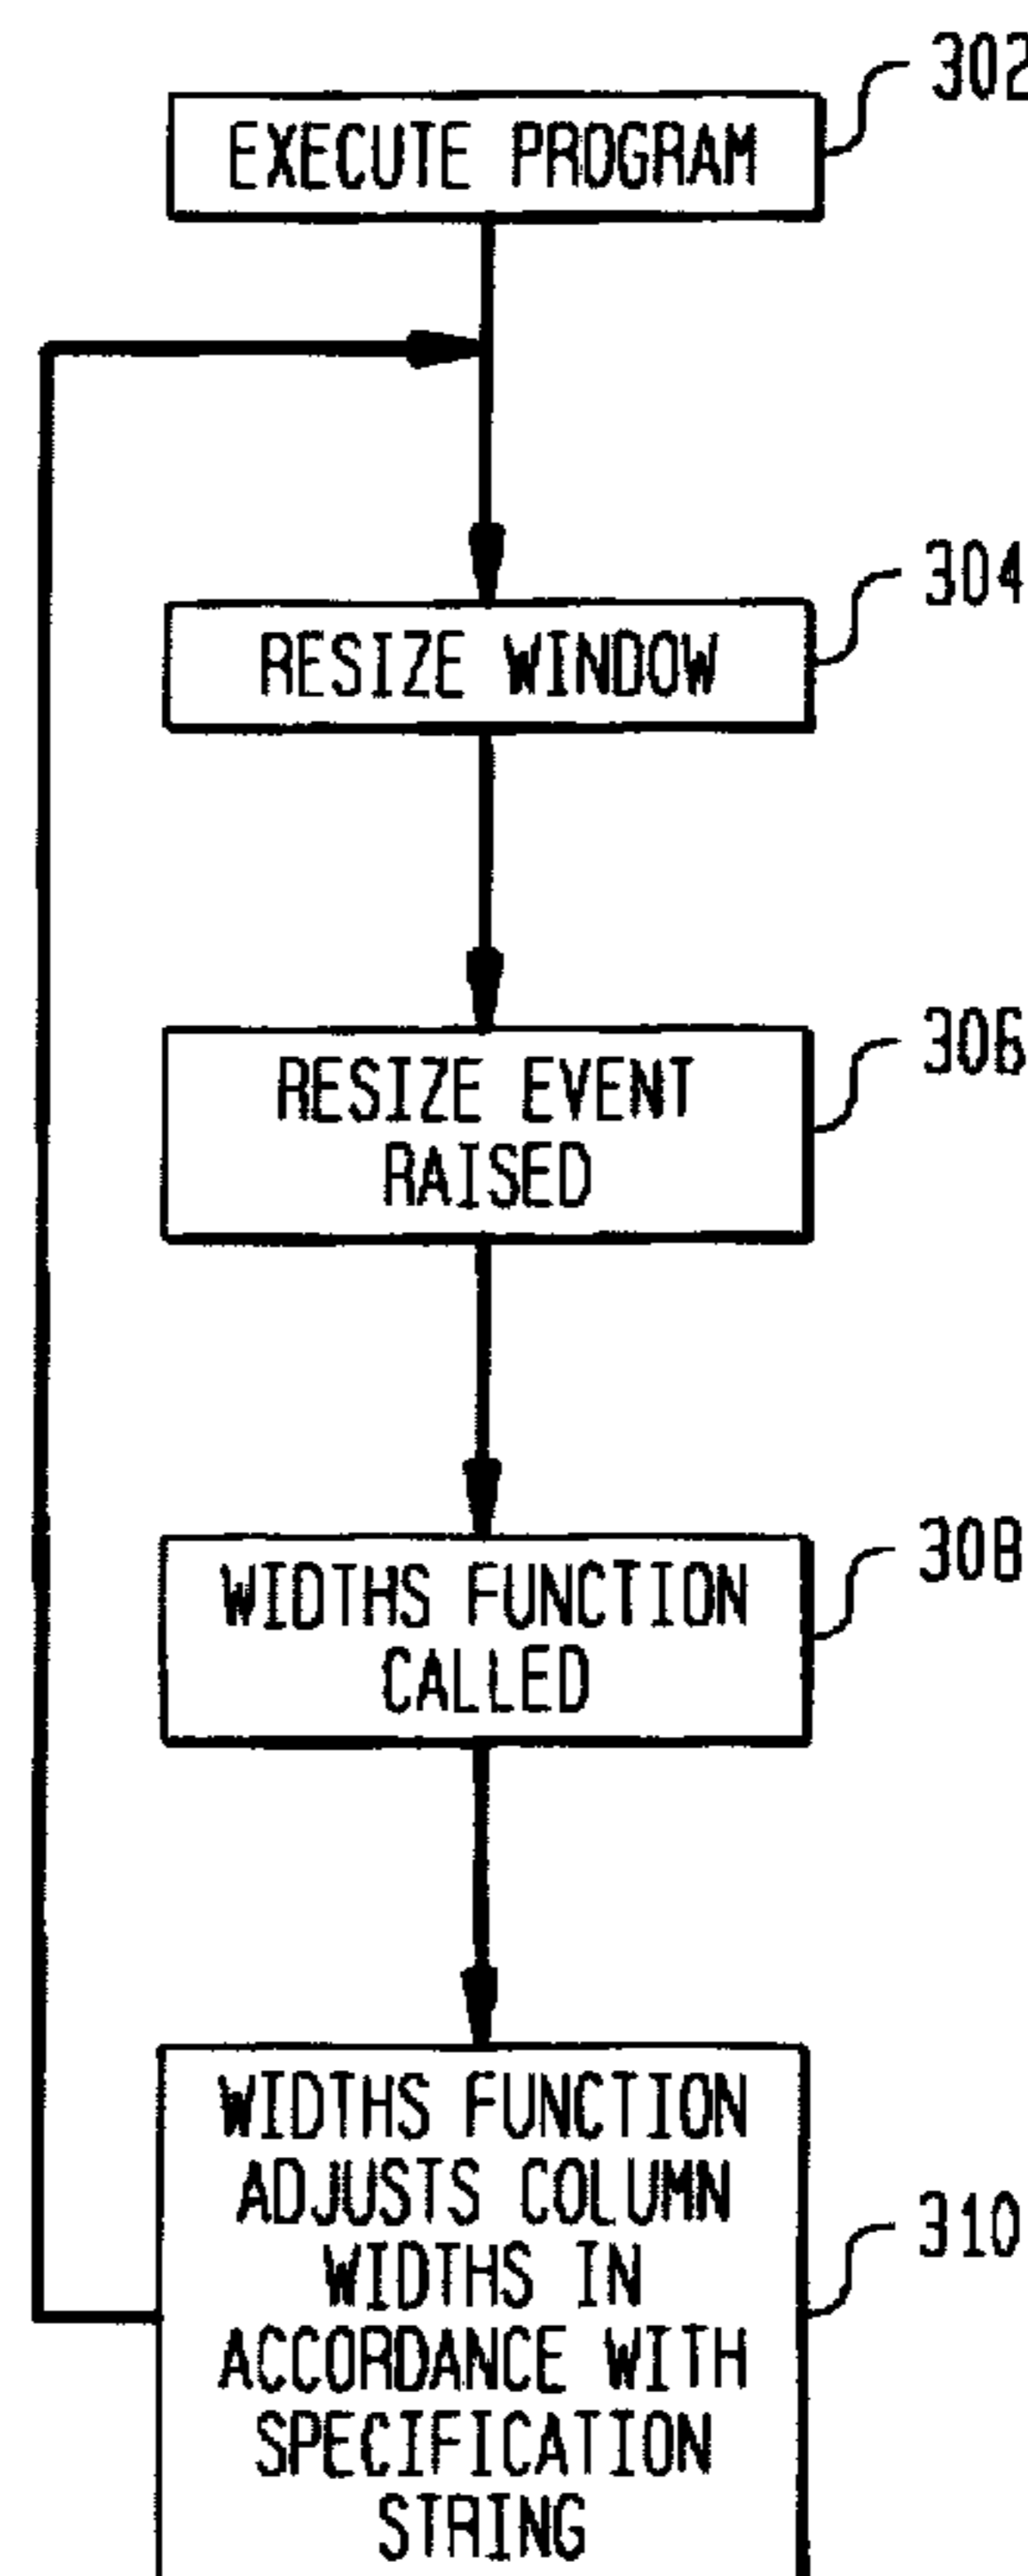 302
EXECUTE PROGRAM
304
RESIZE WINDOW
306
RESIZE EVENT
RAISED
308
WIDTHS FUNCTION
CALLED
WIDTHS FUNCTION
ADJUSTS COLUMN
WIDTHS IN
ACCORDANCE WITH
SPECIFICATION
STRING
310